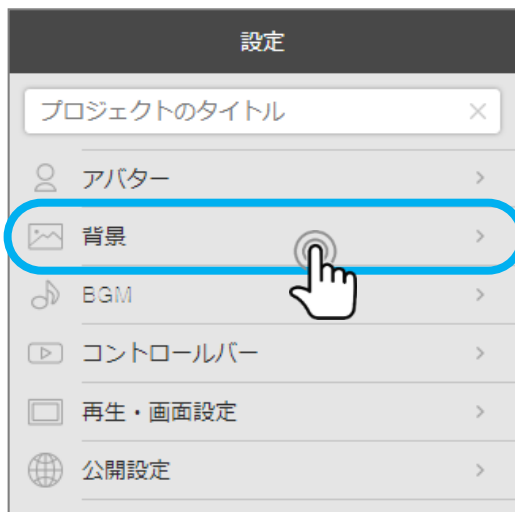 設定
プロジェクトのタイトル
アバター
背景
BGM
コントロールバー
再生・画面設定
公開設定